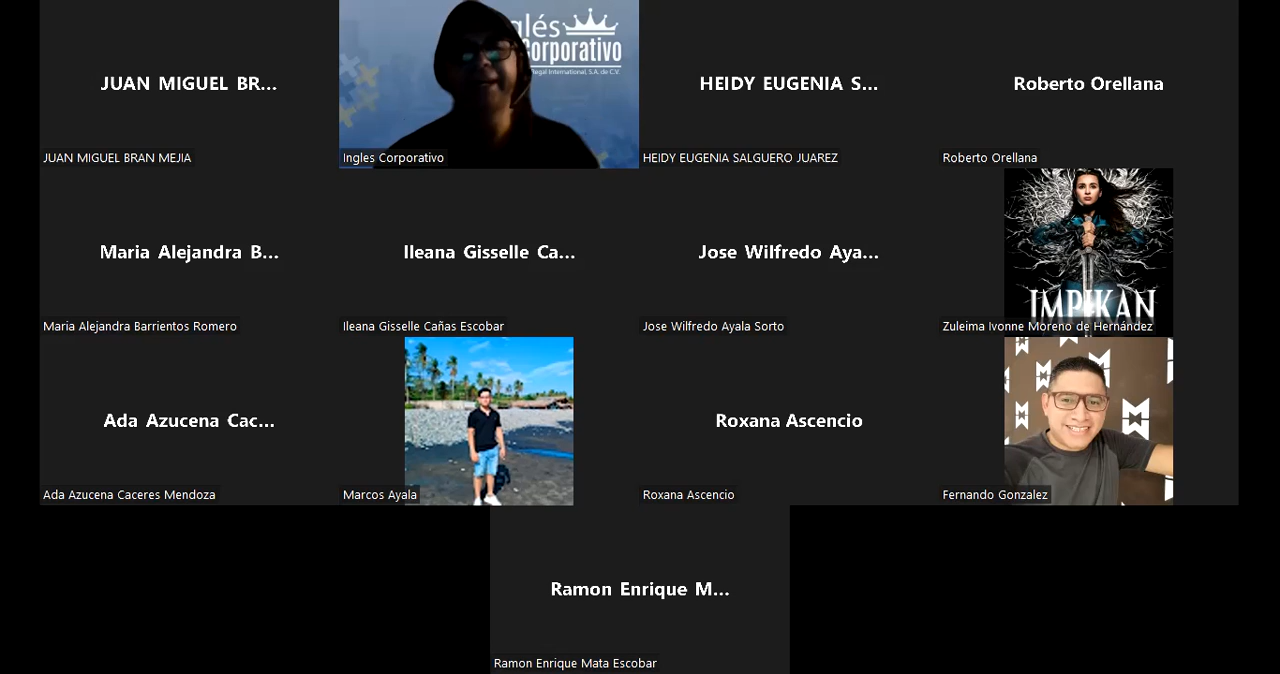 JUAN MIGUEL BR...
JUAN MIGUEL BRAN MEJIA
glés
Corporativo
Regal International, S.A. de C.V.
Ingles Corporativo
HEIDY EUGENIA S...
HEIDY EUGENIA SALGUERO JUAREZ
Roberto Orellana
Roberto Orellana
Maria Alejandra B...
Maria Alejandra Barrientos Romero
Ileana Gisselle Ca...
Ileana Gisselle Cañas Escobar
Jose Wilfredo Aya...
Jose Wilfredo Ayala Sorto
IMPIKAN
Zuleima Ivonne Moreno de Hernández
Ada Azucena Cac...
Ada Azucena Caceres Mendoza
Marcos Ayala
Roxana Ascencio
Roxana Ascencio
Fernando Gonzalez
Ramon Enrique M...
Ramon Enrique Mata Escobar